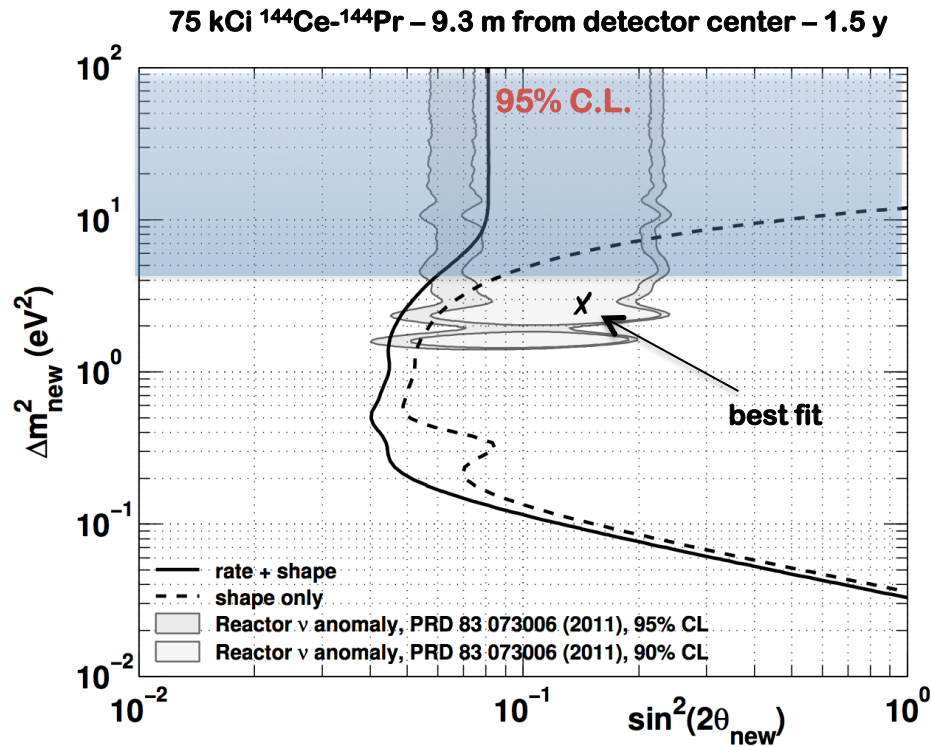 75 kCi ¹⁴⁴Ce-¹⁴⁴Pr – 9.3 m from detector center – 1.5 y
95% C.L.
10²
10¹
10⁰
10⁻¹
10⁻²
Δm²new (eV²)
X
best fit
rate + shape
shape only
Reactor ν anomaly, PRD 83 073006 (2011), 95% CL
Reactor ν anomaly, PRD 83 073006 (2011), 90% CL
10⁻² 10⁻¹ 10⁰
sin²(2θnew)